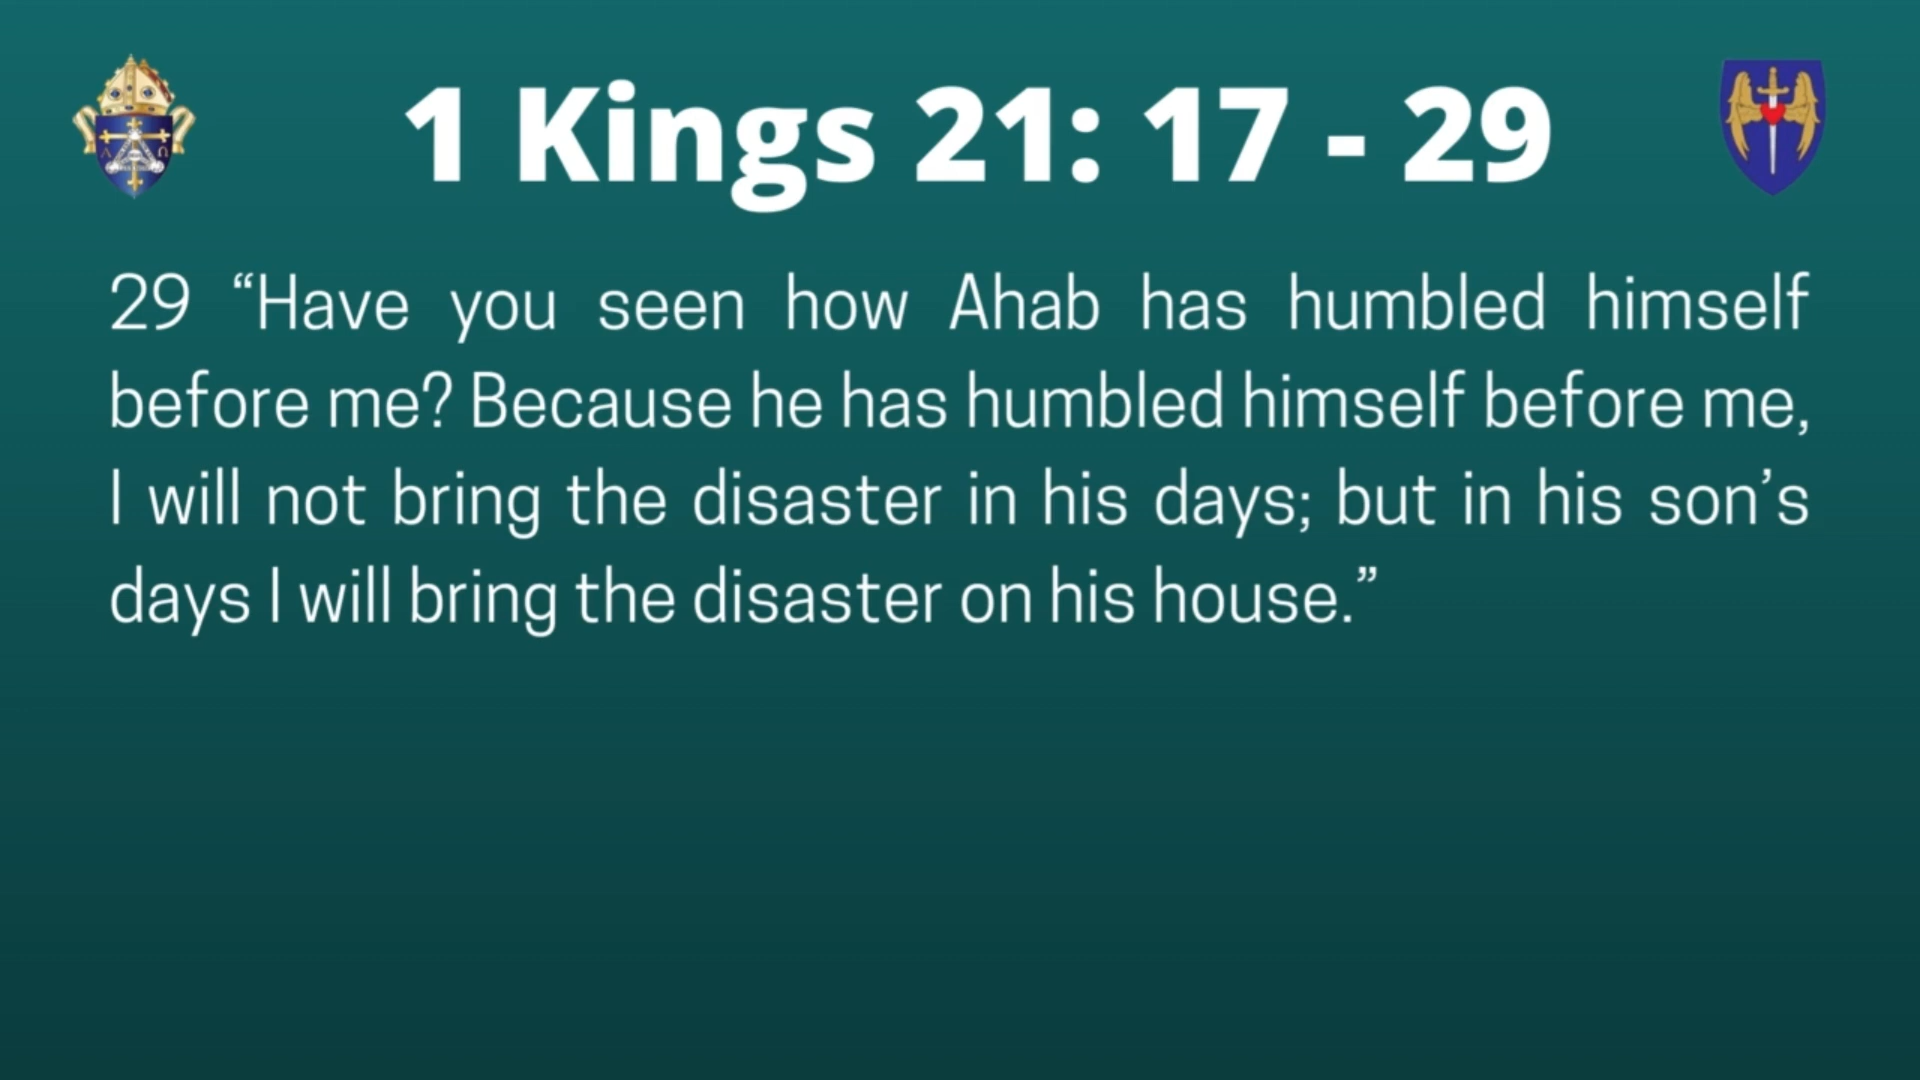 1 Kings 21: 17 - 29
29 “Have you seen how Ahab has humbled himself
before me? Because he has humbled himself before me,
I will not bring the disaster in his days; but in his son’s
days I will bring the disaster on his house.”
Α Ω